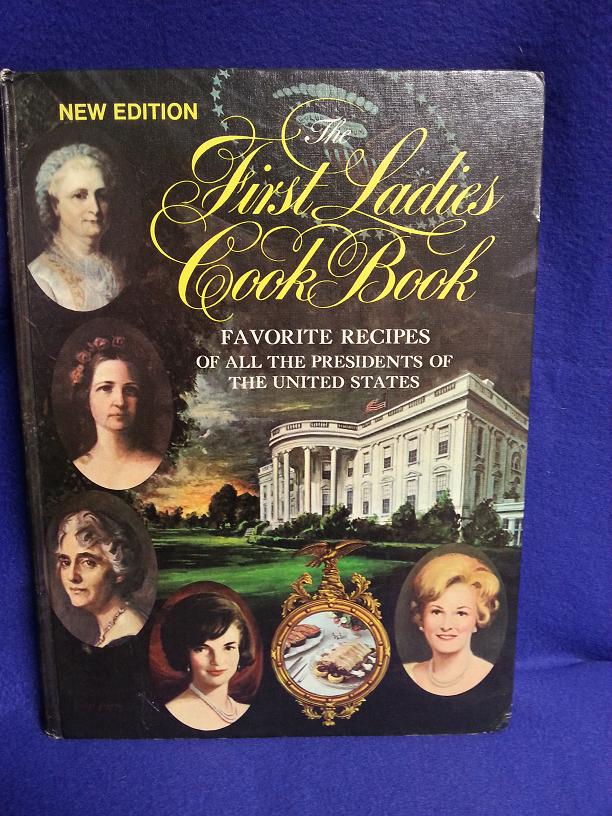 NEW EDITION
The
First Ladies
Cook Book
FAVORITE RECIPES
OF ALL THE PRESIDENTS OF
THE UNITED STATES